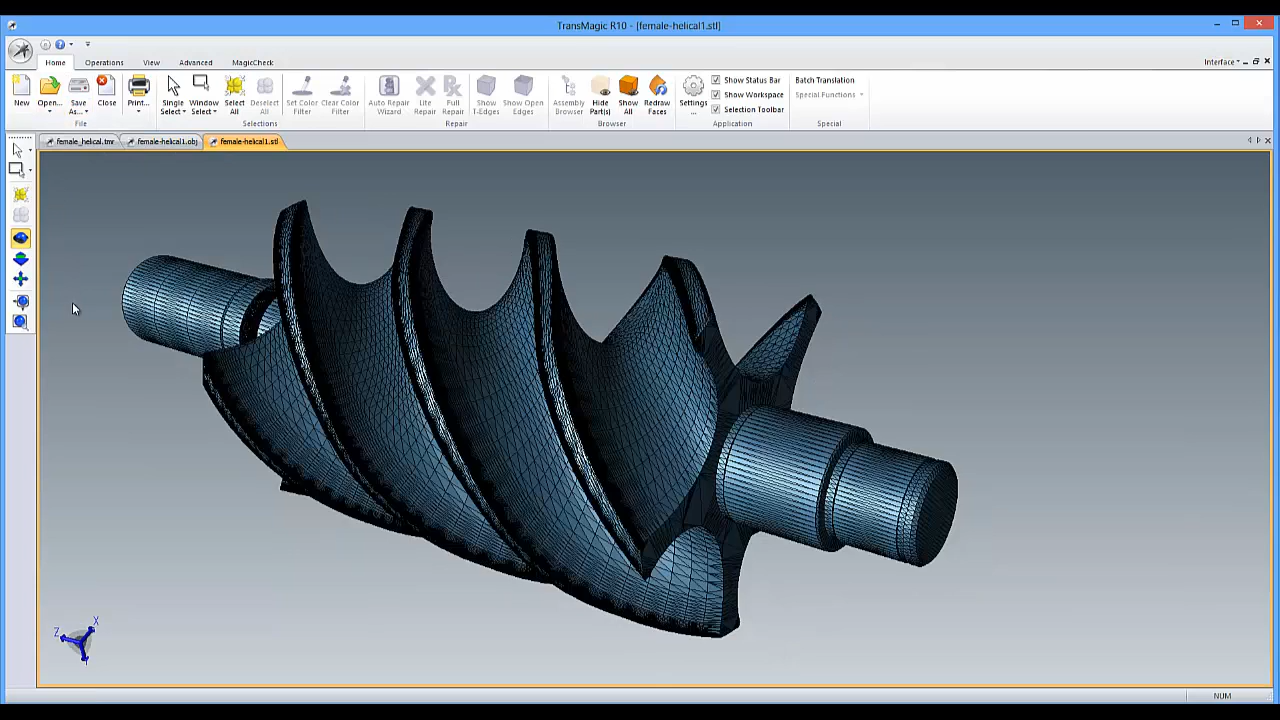 TransMagic R10 - [female-helical1.stl]
Home Operations View Advanced MagicCheck Interface
New Open... Save As... Close Print... Single Select Window Select Select All Deselect All Set Color Filter Clear Color Filter Auto Repair Wizard Lite Repair Full Repair Show T-Edges Show Open Edges Assembly Browser Hide Part(s) Show All Redraw Faces Settings ...
Show Status Bar
Show Workspace
Selection Toolbar
Batch Translation
Special Functions
File Selections Repair Browser Application Special
female_helical.tmr female-helical1.obj female-helical1.stl
X
Z
Y
NUM